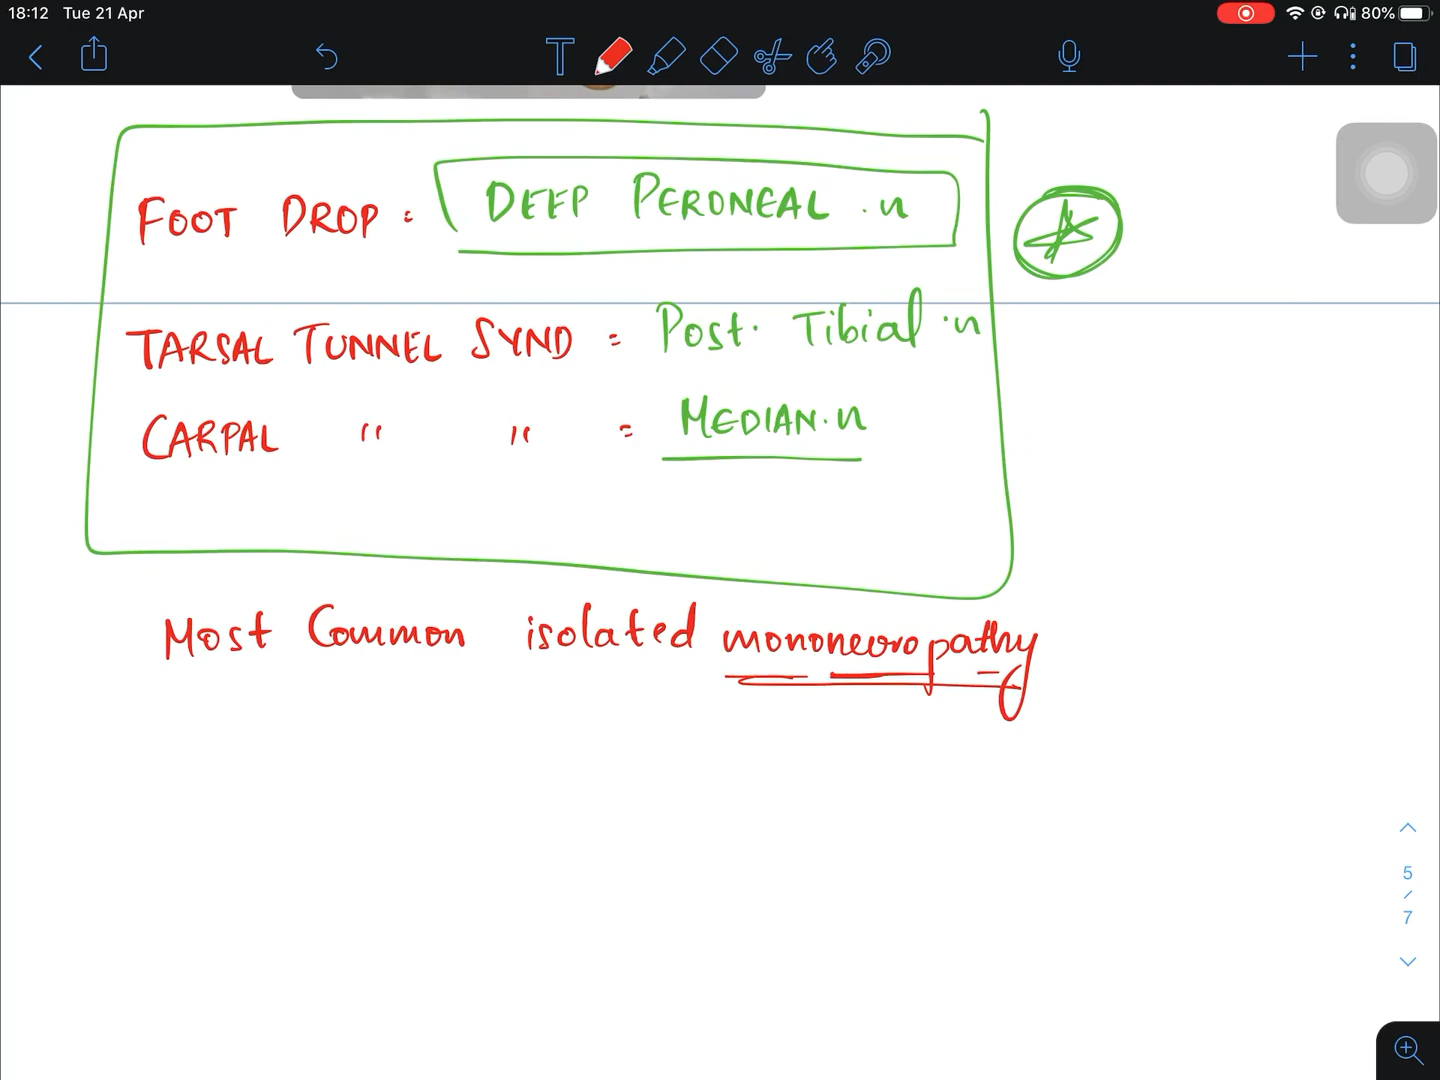 18:12 Tue 21 Apr 80%
T
FOOT DROP = DEEP PERONEAL .n
TARSAL TUNNEL SYND = Post. Tibial .n
CARPAL " " = MEDIAN.n
Most Common isolated mononeuropathy
5
/
7